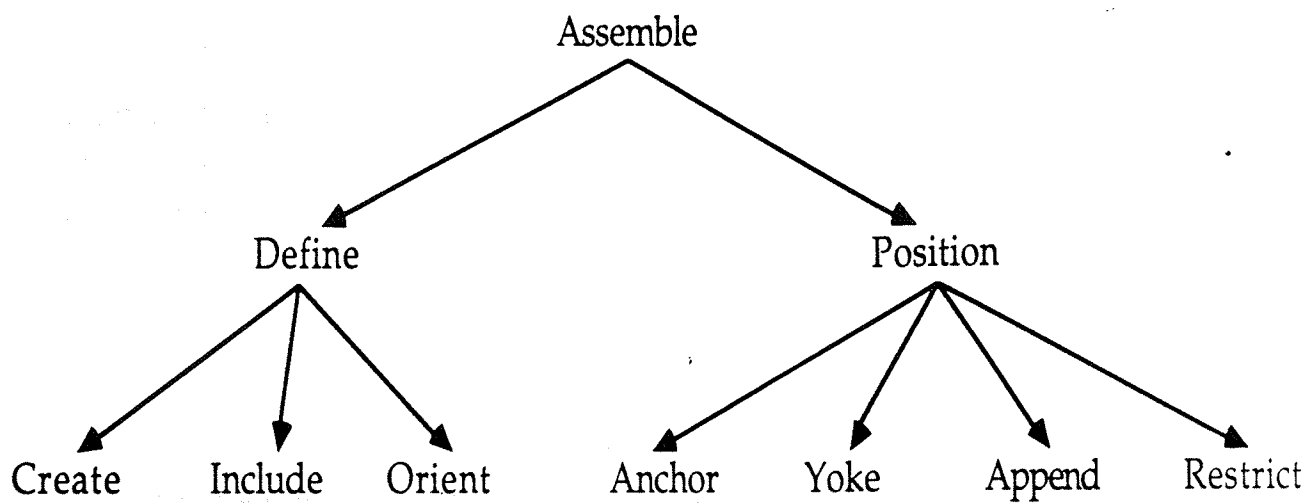 Assemble
Define Position
Create Include Orient Anchor Yoke Append Restrict